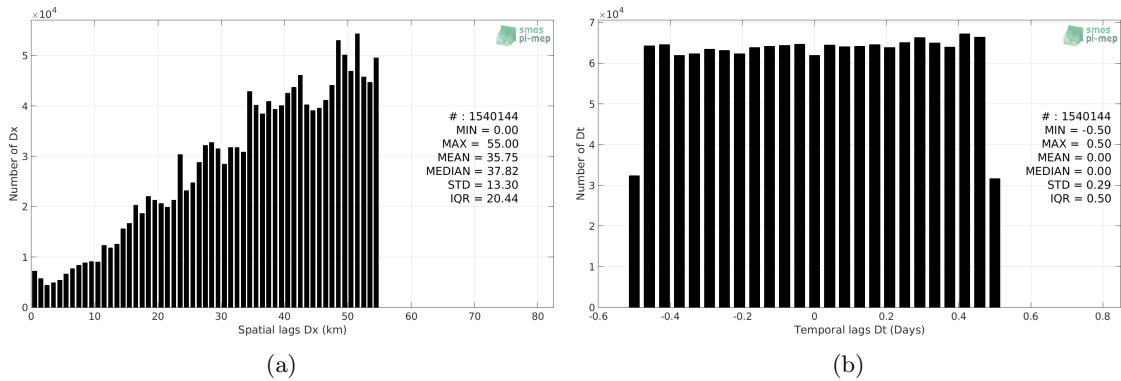 ×10⁴
5
4
3
2
1
0
Number of Dx
0 10 20 30 40 50 60 70 80
Spatial lags Dx (km)
smos
pi-mep
# : 1540144
MIN = 0.00
MAX = 55.00
MEAN = 35.75
MEDIAN = 37.82
STD = 13.30
IQR = 20.44
(a)
×10⁴
7
6
5
4
3
2
1
0
Number of Dt
-0.6 -0.4 -0.2 0 0.2 0.4 0.6 0.8
Temporal lags Dt (Days)
smos
pi-mep
# : 1540144
MIN = -0.50
MAX = 0.50
MEAN = 0.00
MEDIAN = 0.00
STD = 0.29
IQR = 0.50
(b)